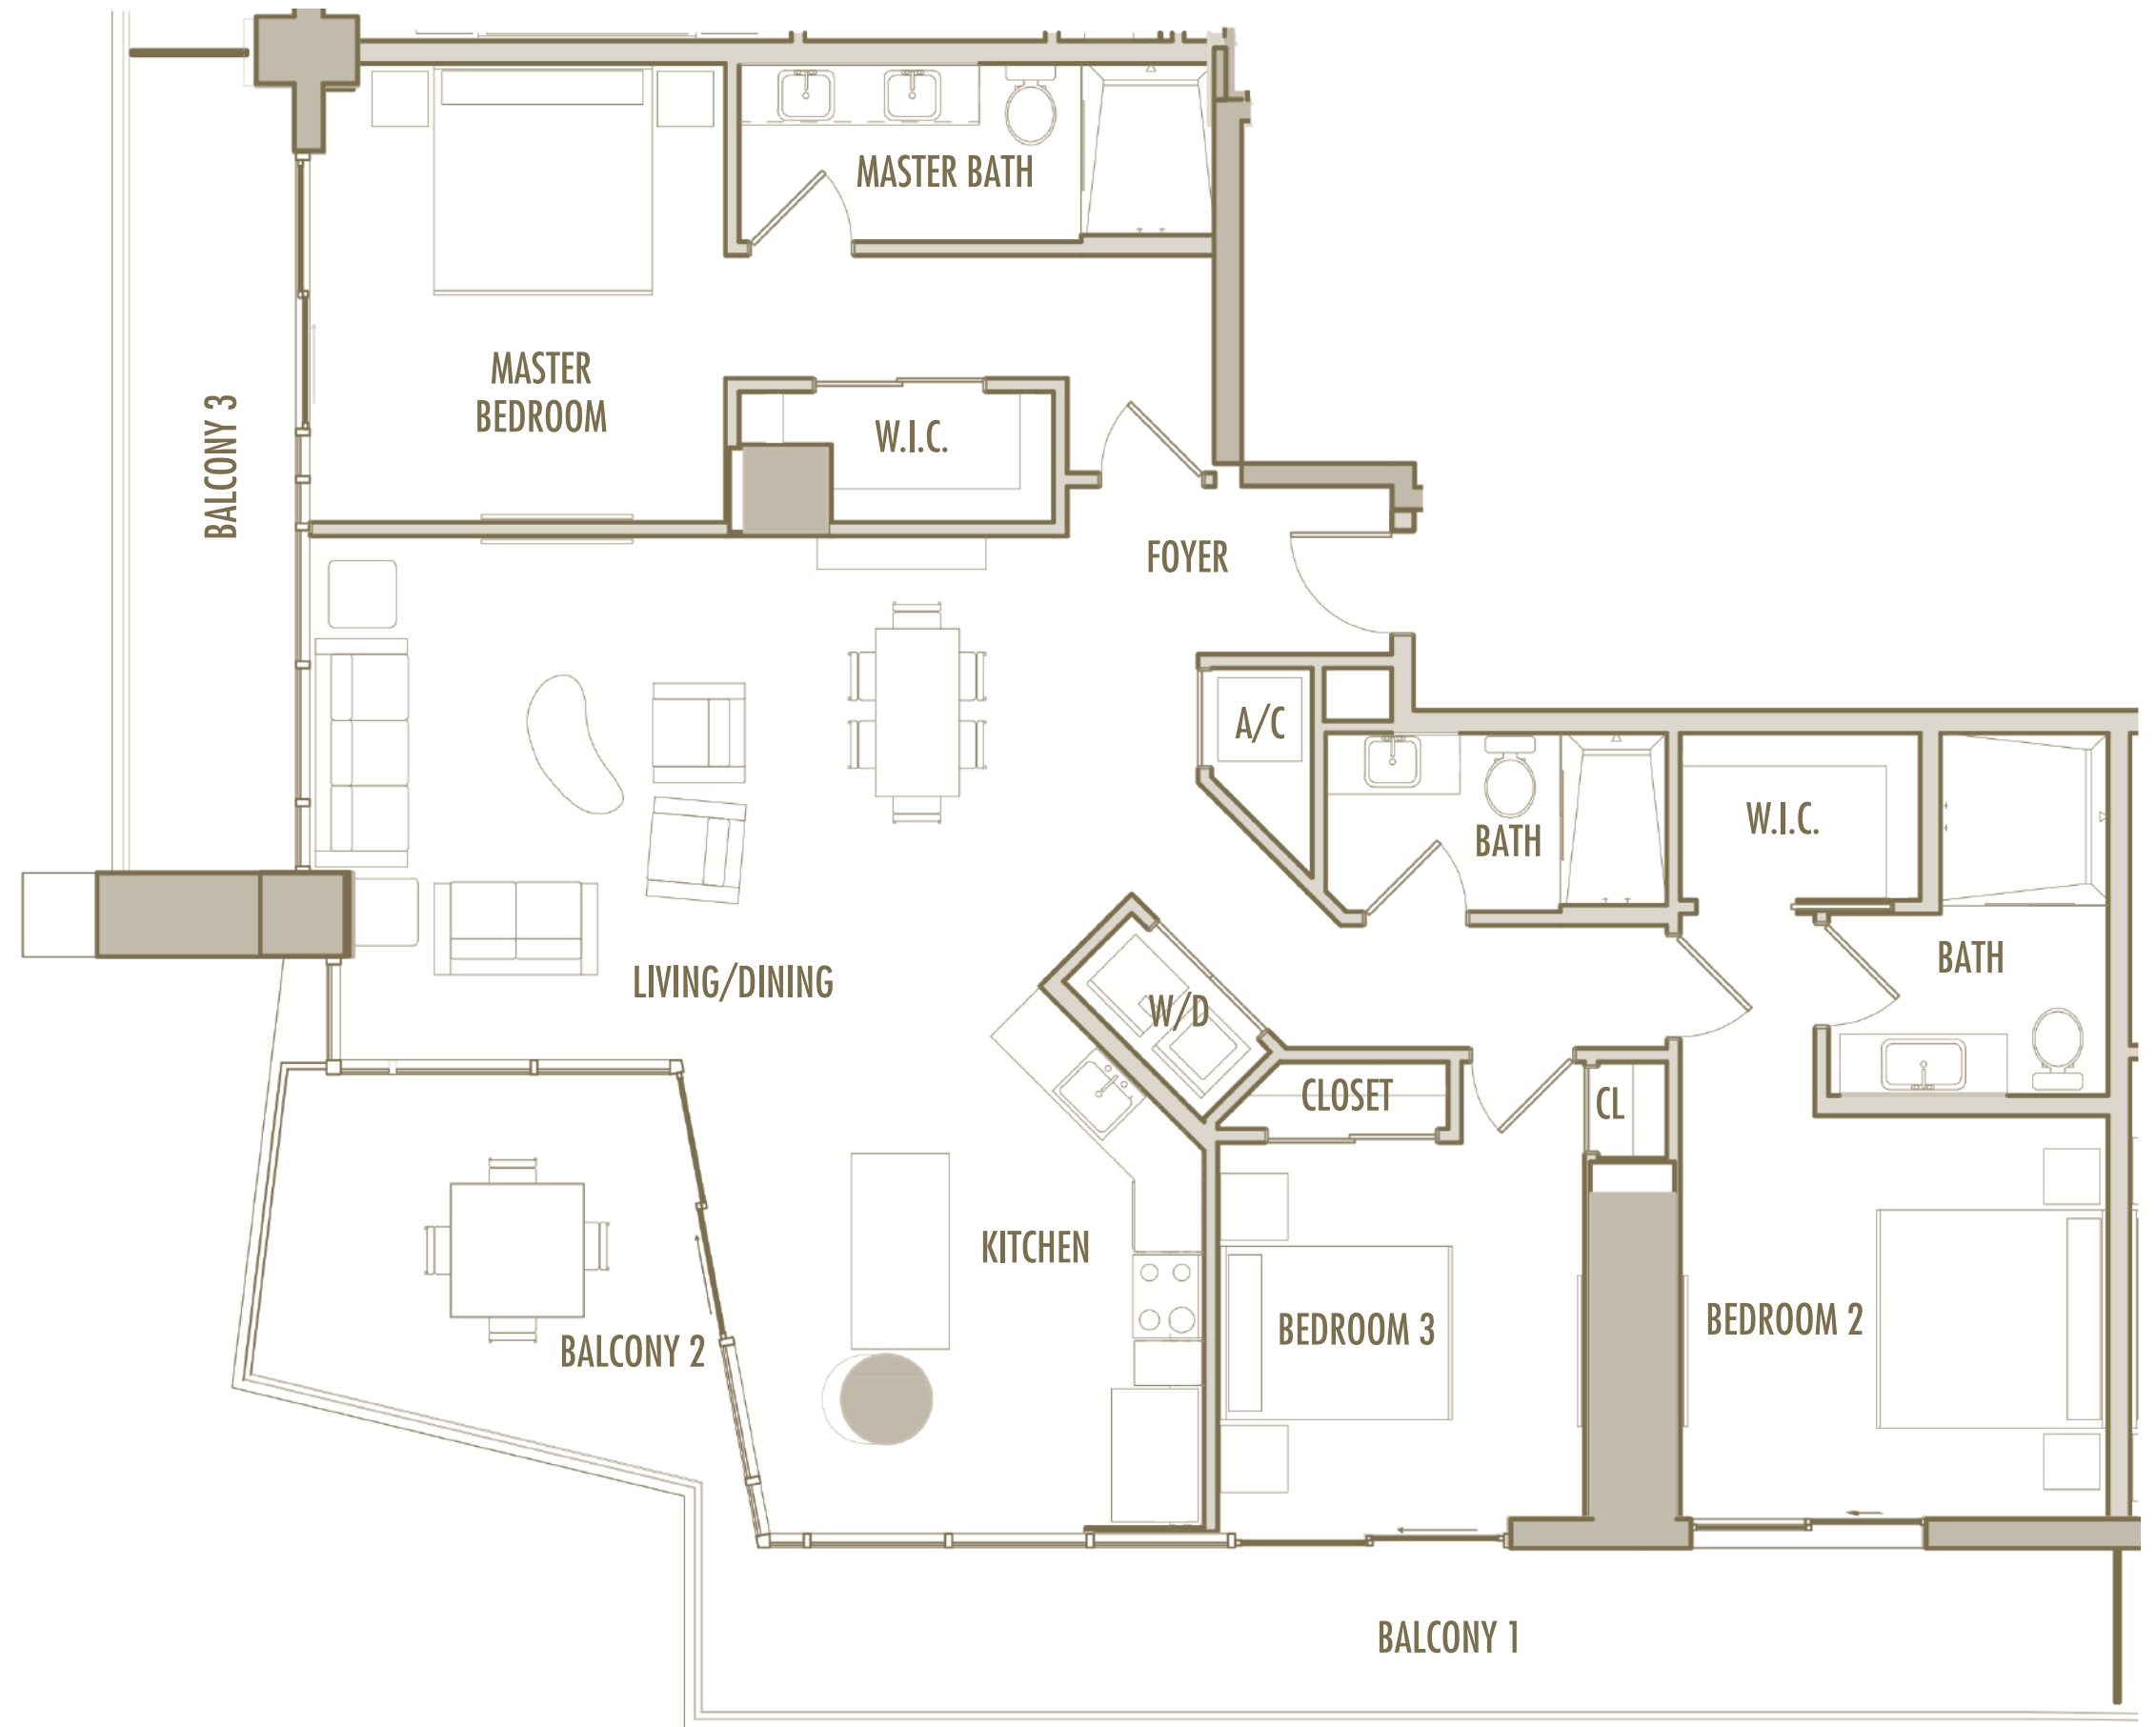 MASTER BATH
MASTER
BEDROOM
BALCONY 3
W.I.C.
FOYER
A/C
BATH
W.I.C.
BATH
LIVING/DINING
W/D
CLOSET
CL
KITCHEN
BEDROOM 3
BEDROOM 2
BALCONY 2
BALCONY 1